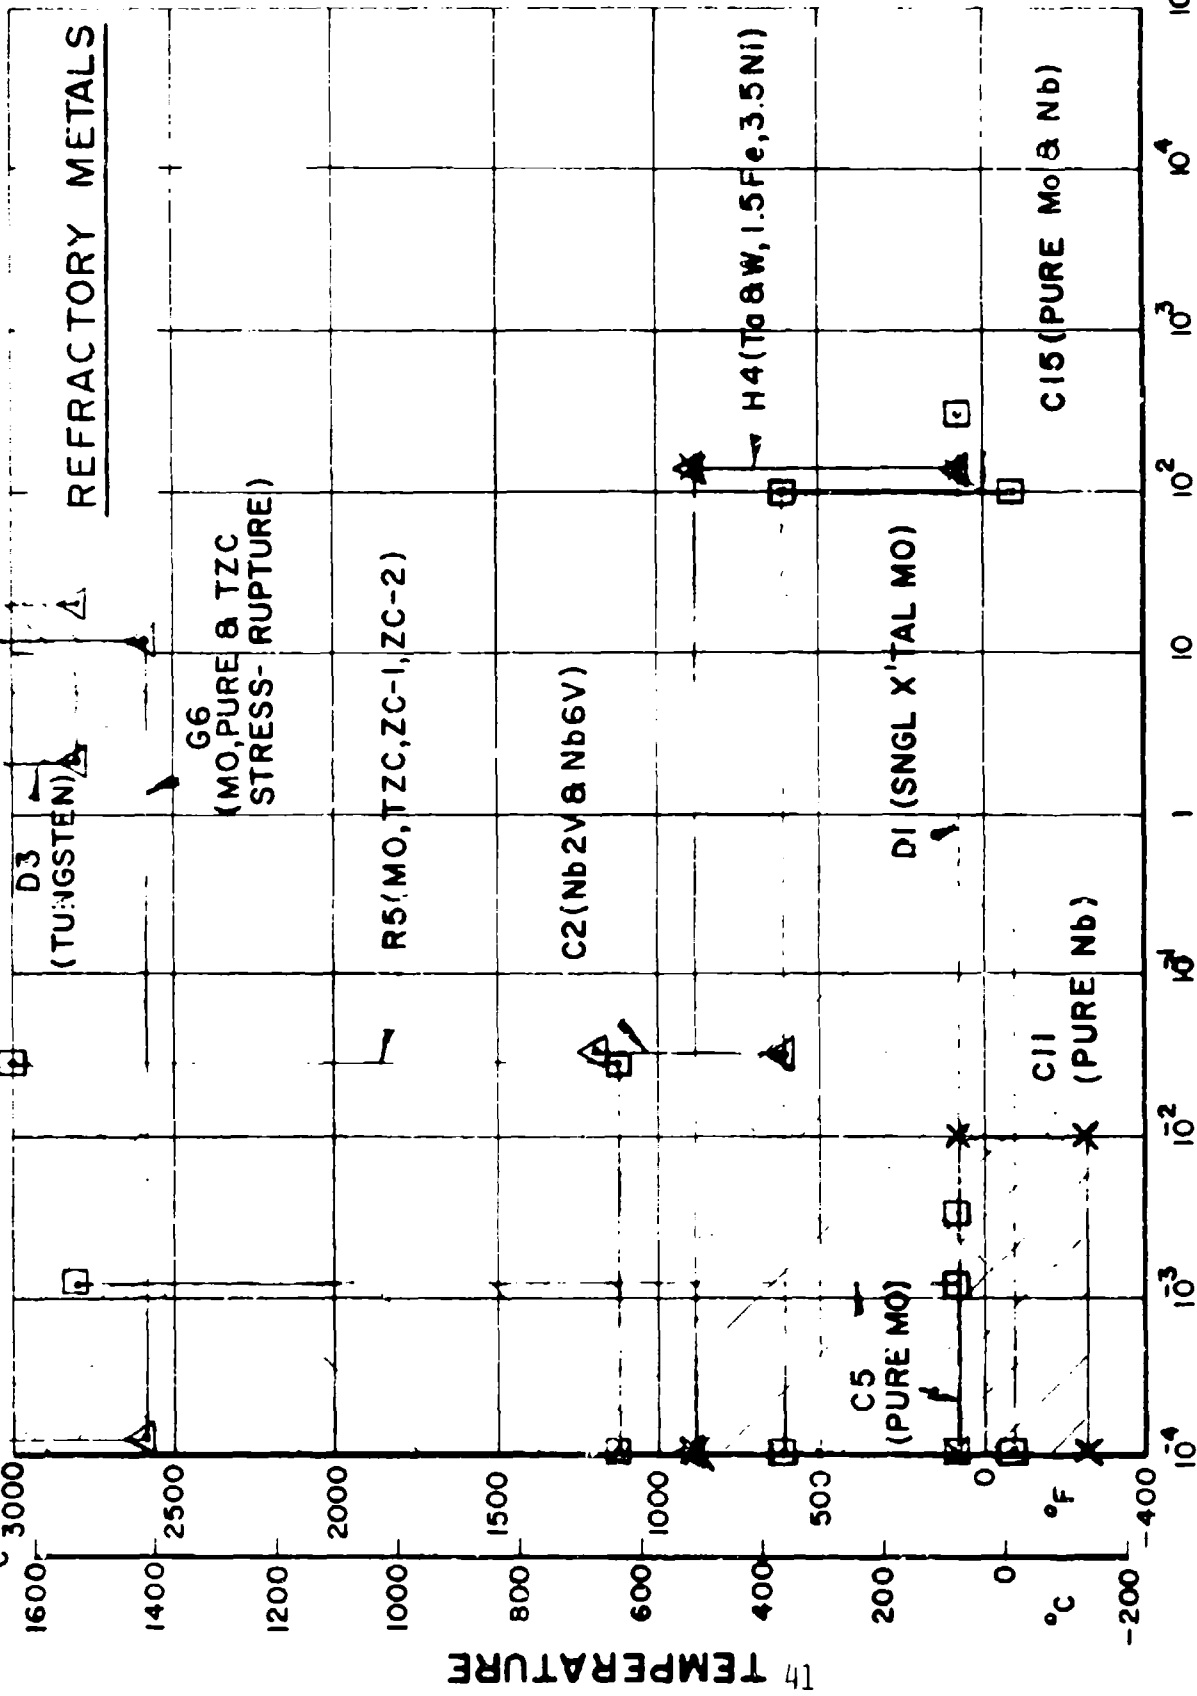 REFRACTORY METALS
D3
(TUNGSTEN)
G6
(MO,PURE & TZC
STRESS-RUPTURE)
R5(MO,TZC,ZC-1,ZC-2)
C2(Nb2V & Nb6V)
H4(Ta & W,1.5Fe,3.5Ni)
D1(SNGL X'TAL MO)
C15(PURE Mo & Nb)
C5
(PURE MO)
C11
(PURE Nb)
TEMPERATURE
°C
1600
1400
1200
1000
800
600
400
200
0
-200
°C
3000
2500
2000
1500
1000
500
0
-400
°F
10-4
10-3
10-2
10-1
1
10
102
103
104
41